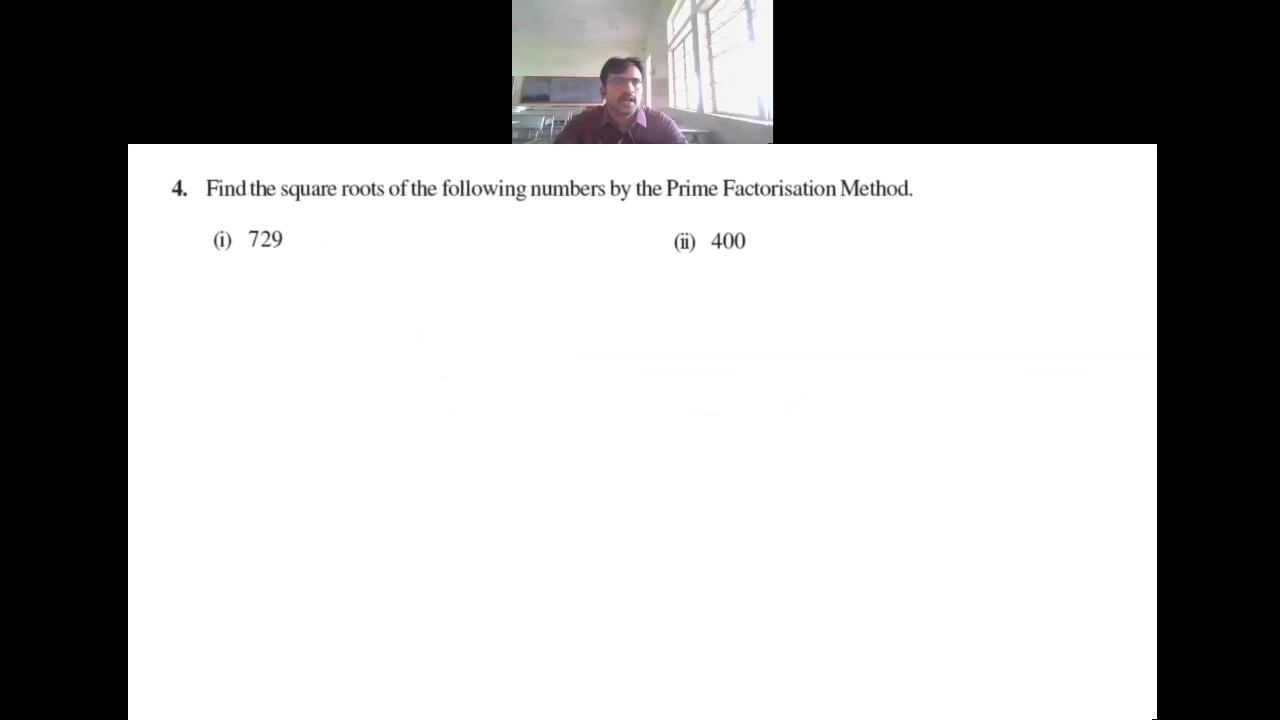 4. Find the square roots of the following numbers by the Prime Factorisation Method.
(i) 729 (ii) 400